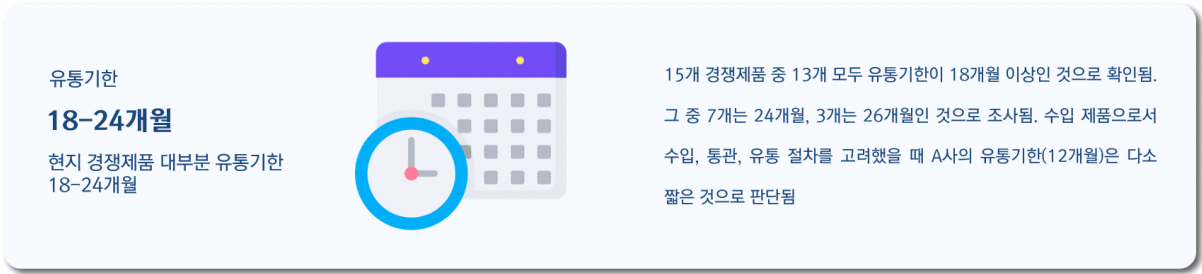 유통기한
18-24개월
현지 경쟁제품 대부분 유통기한
18-24개월
15개 경쟁제품 중 13개 모두 유통기한이 18개월 이상인 것으로 확인됨.
그 중 7개는 24개월, 3개는 26개월인 것으로 조사됨. 수입 제품으로서
수입, 통관, 유통 절차를 고려했을 때 A사의 유통기한(12개월)은 다소
짧은 것으로 판단됨